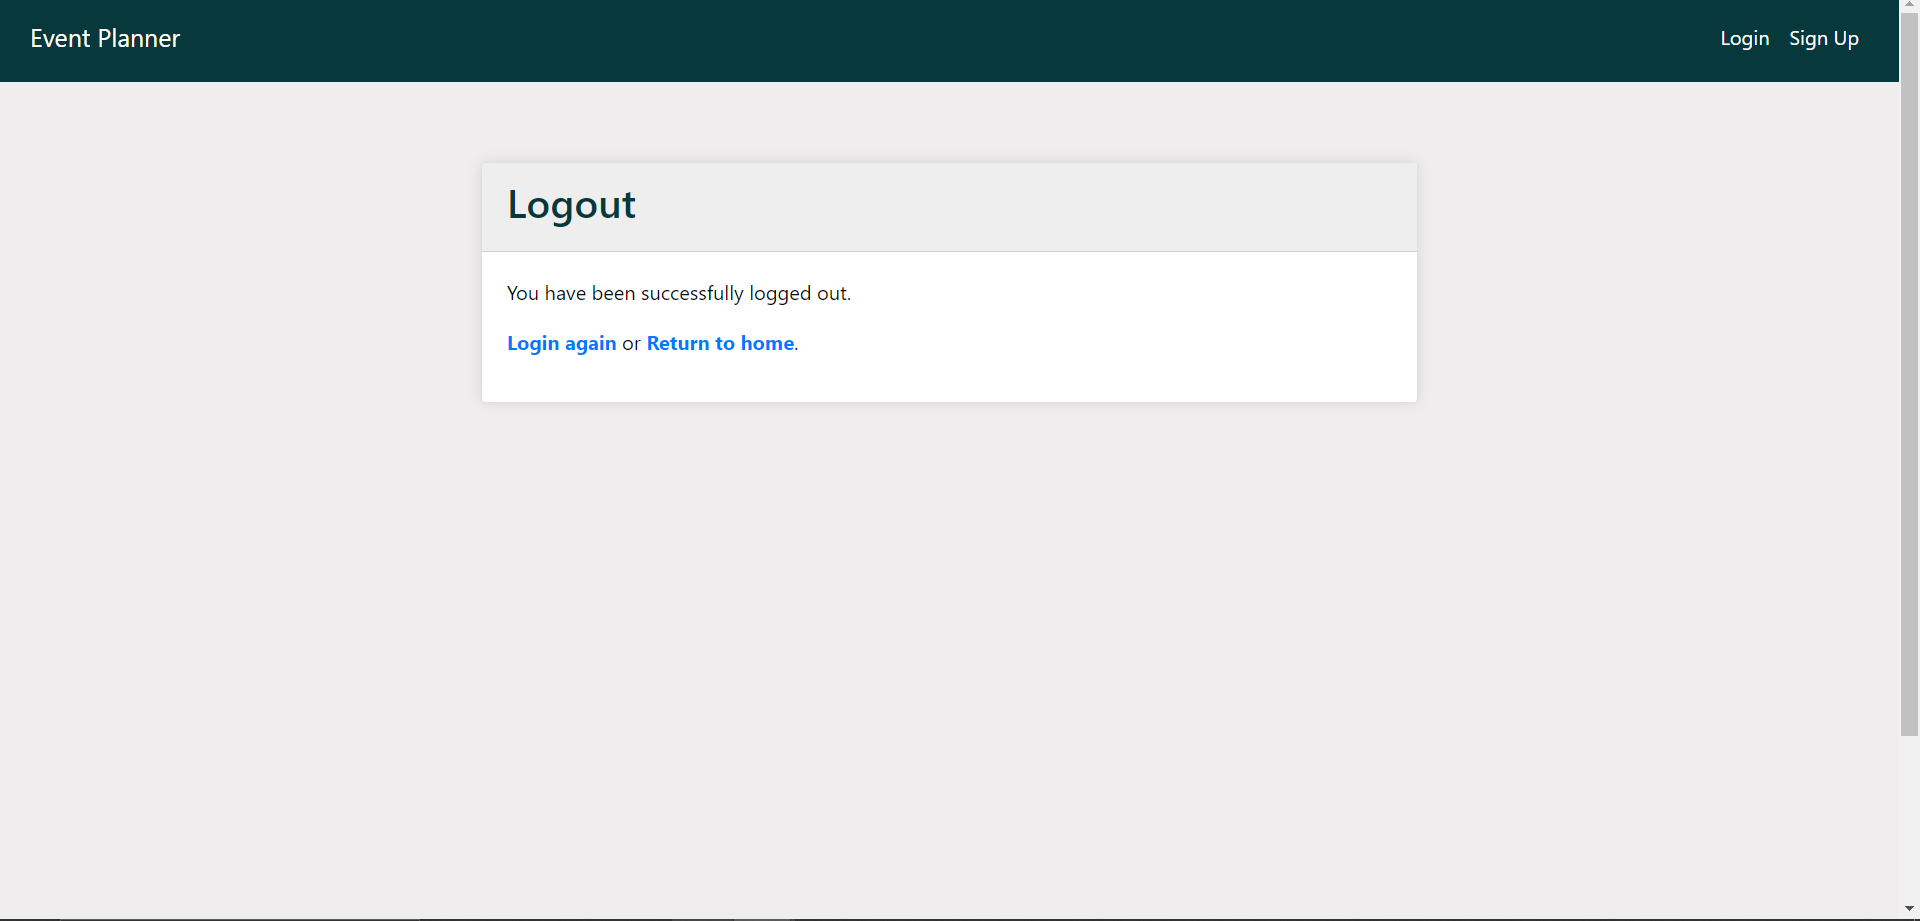 Event Planner
Login Sign Up
Logout
You have been successfully logged out.
Login again or Return to home.